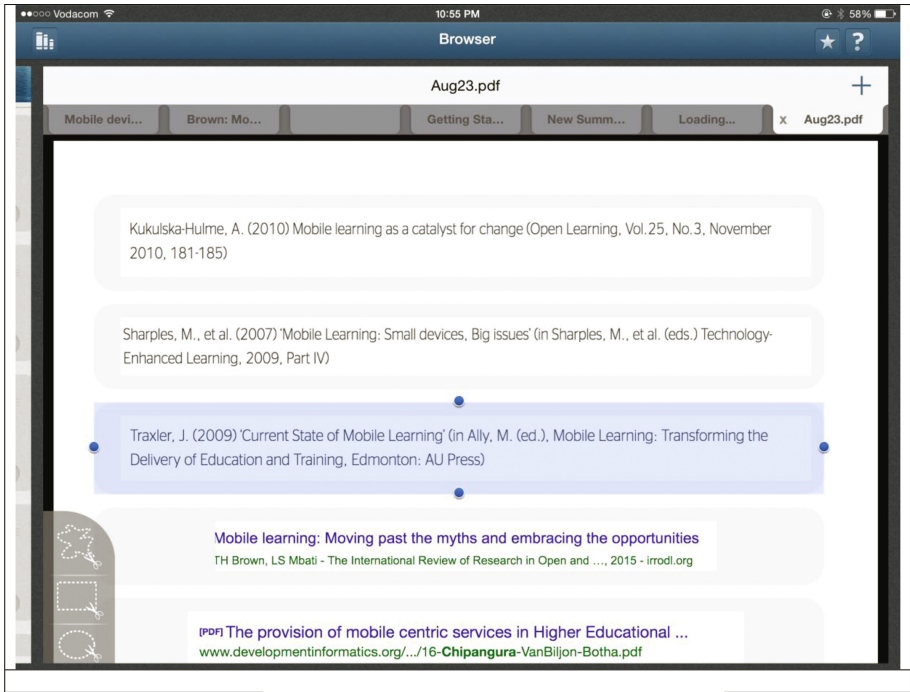 Vodacom 10:55 PM 58%
Browser ?
Aug23.pdf +
Mobile devi... Brown: Mo... Getting Sta... New Summ... Loading... x Aug23.pdf
Kukulska-Hulme, A. (2010) Mobile learning as a catalyst for change (Open Learning, Vol.25, No.3, November
2010, 181-185)
Sharples, M., et al. (2007) 'Mobile Learning: Small devices, Big issues' (in Sharples, M., et al. (eds.) Technology-
Enhanced Learning, 2009, Part IV)
Traxler, J. (2009) 'Current State of Mobile Learning' (in Ally, M. (ed.), Mobile Learning: Transforming the
Delivery of Education and Training, Edmonton: AU Press)
Mobile learning: Moving past the myths and embracing the opportunities
TH Brown, LS Mbati - The International Review of Research in Open and ..., 2015 - irrodl.org
[PDF] The provision of mobile centric services in Higher Educational ...
www.developmentinformatics.org/.../16-Chipangura-VanBiljon-Botha.pdf